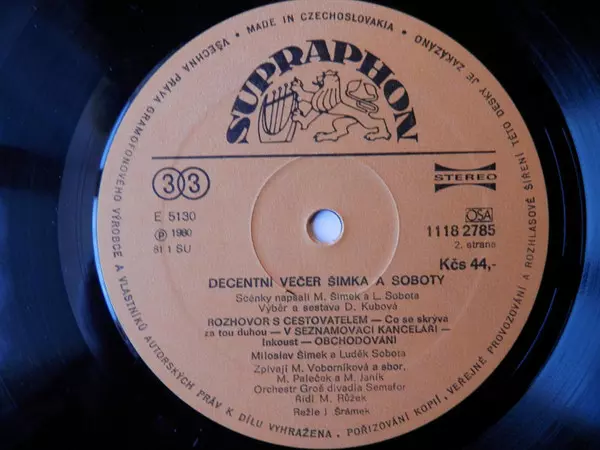 VŠECHNA PRÁVA GRAMOFONOVÉHO VÝROBCE A VLASTNÍKŮ AUTORSKÝCH PRÁV K DÍLU VYHRAŽENA. POŘIZOVÁNÍ KOPIÍ, VEŘEJNÉ PROVOZOVÁNÍ A ROZHLASOVÉ ŠÍŘENÍ TÉTO DESKY JE ZAKÁZÁNO
• MADE IN CZECHOSLOVAKIA •
SUPRAPHON
33
STEREO
E 5130
OSA
Ⓟ 1980
1118 2785
81 1 SU
2. strana
Kčs 44,-
DECENTNÍ VEČER ŠIMKA A SOBOTY
Scénky napsali M. Šimek a L. Sobota
Výběr a sestava D. Kubová
ROZHOVOR S CESTOVATELEM — Co se skrývá
za tou duhou — V SEZNAMOVACÍ KANCELÁŘI —
Inkoust — OBCHODOVÁNÍ
Miloslav Šimek a Luděk Sobota
Zpívají M. Voborníková a sbor,
M. Paleček a M. Janík
Orchestr Groš divadla Semafor
Řídí M. Růžek
Režie J. Šrámek